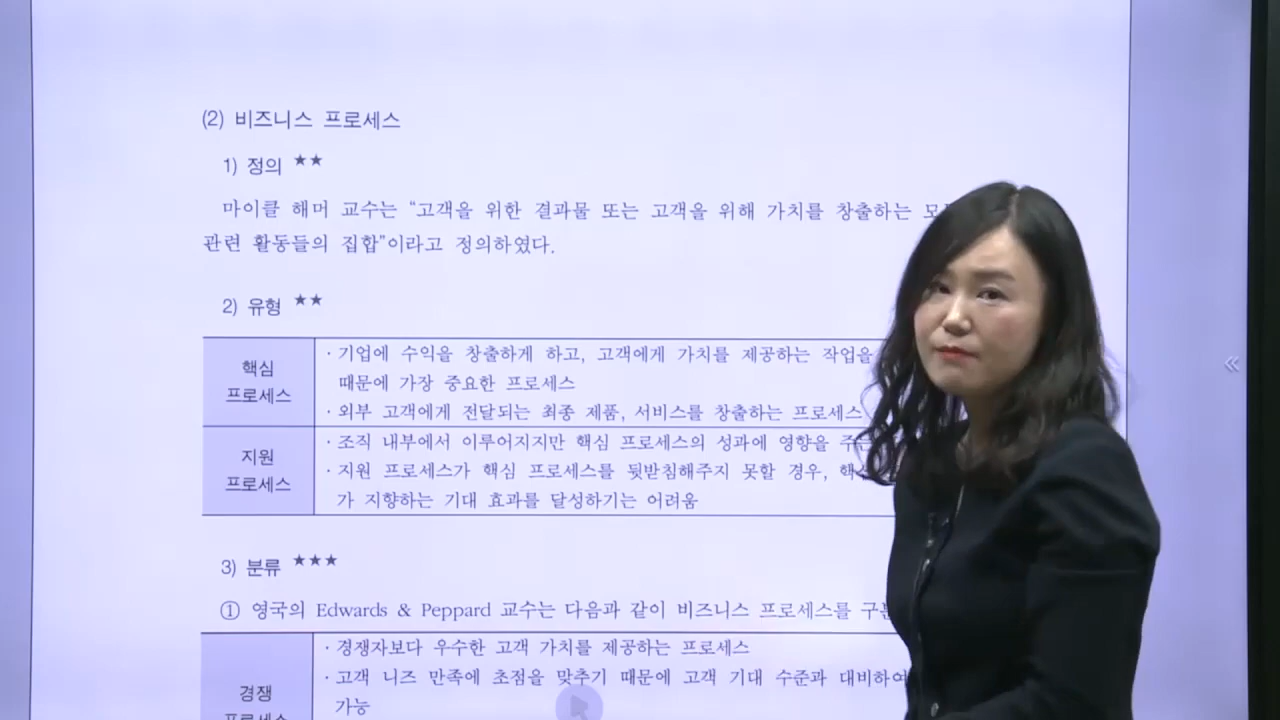 (2) 비즈니스 프로세스
1) 정의 ★★
마이클 해머 교수는 “고객을 위한 결과물 또는 고객을 위해 가치를 창출하는
관련 활동들의 집합”이라고 정의하였다.
2) 유형 ★★
핵심
프로세스
· 기업에 수익을 창출하게 하고, 고객에게 가치를 제공하는 작업을
때문에 가장 중요한 프로세스
· 외부 고객에게 전달되는 최종 제품, 서비스를 창출하는 프로세스
지원
프로세스
· 조직 내부에서 이루어지지만 핵심 프로세스의 성과에 영향을
· 지원 프로세스가 핵심 프로세스를 뒷받침해주지 못할 경우,
가 지향하는 기대 효과를 달성하기는 어려움
3) 분류 ★★★
① 영국의 Edwards & Peppard 교수는 다음과 같이 비즈니스 프로세스를
경쟁
프로세스
· 경쟁자보다 우수한 고객 가치를 제공하는 프로세스
· 고객 니즈 만족에 초점을 맞추기 때문에 고객 기대 수준과 대비하여
가능